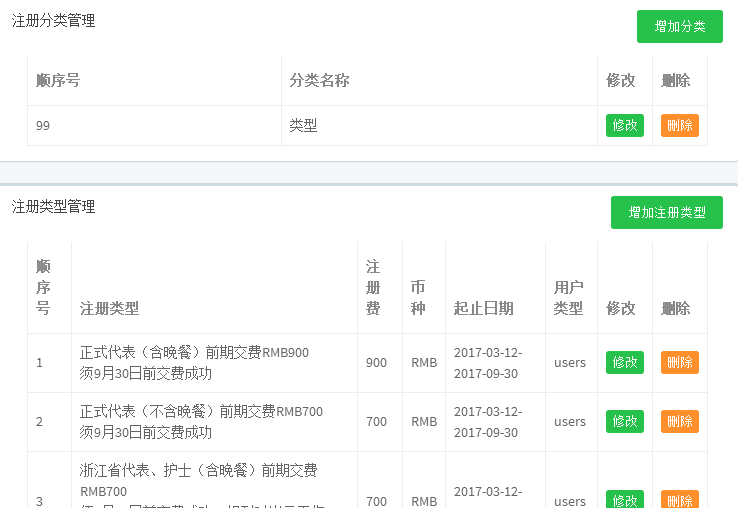 注册分类管理
增加分类
顺序号 分类名称 修改 删除
99 类型 修改 删除
注册类型管理
增加注册类型
顺
序
号
注册类型
注
册
费
币
种
起止日期
用户
类型
修改
删除
1
正式代表（含晚餐）前期交费RMB900
须9月30日前交费成功
900
RMB
2017-03-12-
2017-09-30
users
修改
删除
2
正式代表（不含晚餐）前期交费RMB700
须9月30日前交费成功
700
RMB
2017-03-12-
2017-09-30
users
修改
删除
3
浙江省代表、护士（含晚餐）前期交费
RMB700
700
RMB
2017-03-12-
users
修改
删除